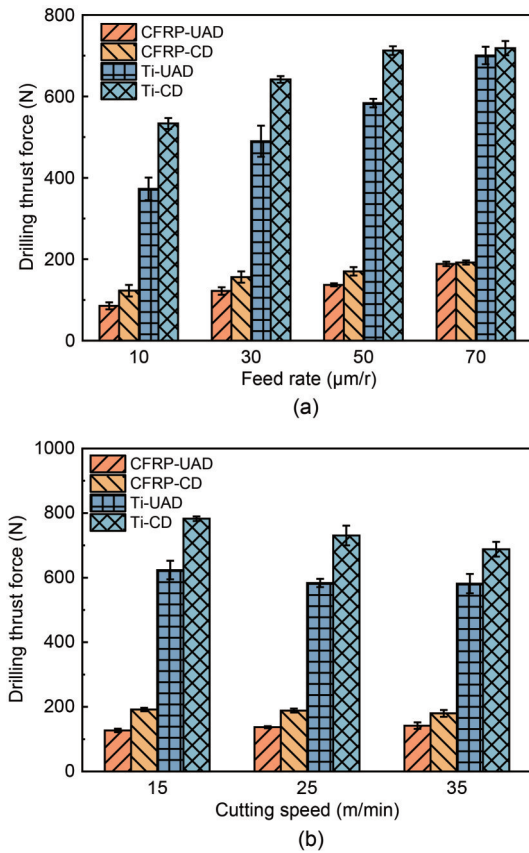 800
600
400
200
0
Drilling thrust force (N)
CFRP-UAD
CFRP-CD
Ti-UAD
Ti-CD
10 30 50 70
Feed rate (μm/r)
(a)
1000
800
600
400
200
0
Drilling thrust force (N)
CFRP-UAD
CFRP-CD
Ti-UAD
Ti-CD
15 25 35
Cutting speed (m/min)
(b)